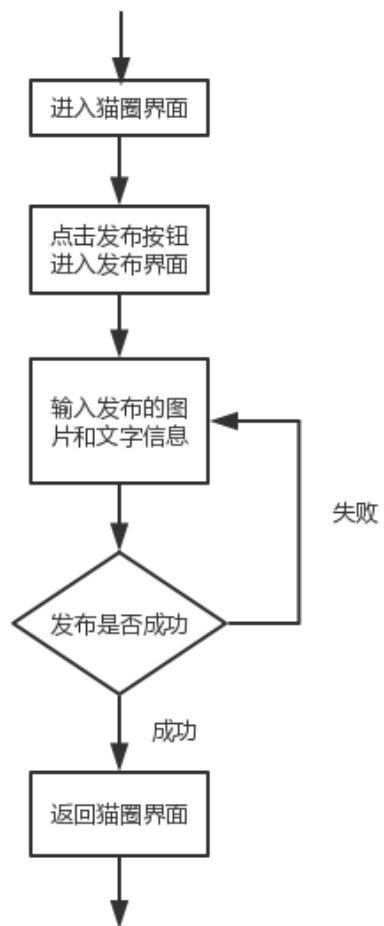 进入猫圈界面
点击发布按钮
进入发布界面
输入发布的图
片和文字信息
失败
发布是否成功
成功
返回猫圈界面